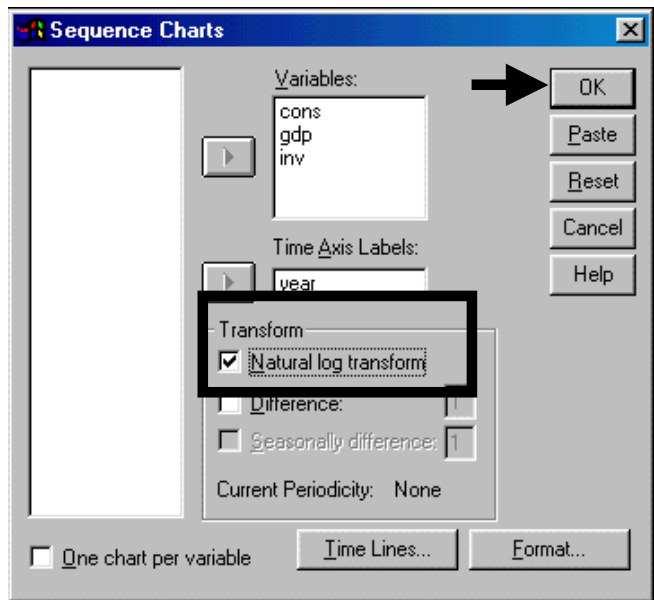 Sequence Charts
Variables:
cons
gdp
inv
Time Axis Labels:
year
Transform
Natural log transform
Difference: 1
Seasonally difference: 1
Current Periodicity: None
One chart per variable
Time Lines...
Format...
OK
Paste
Reset
Cancel
Help